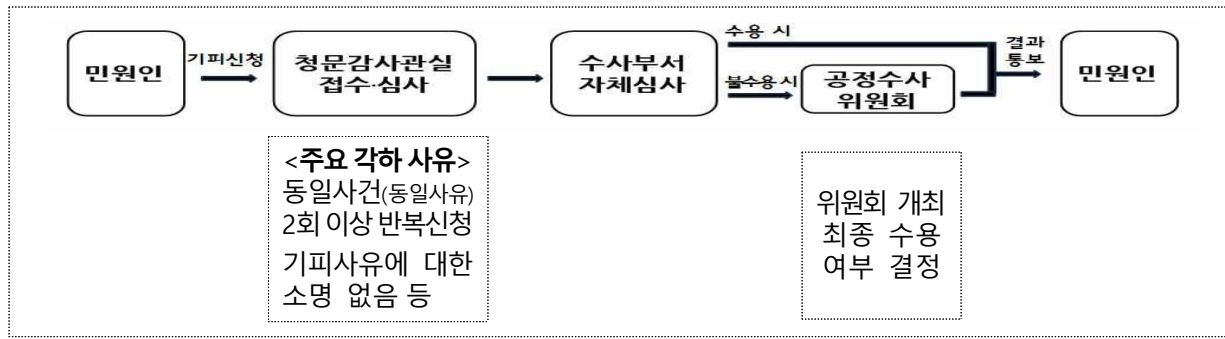 민원인
기피신청
청문감사관실
접수·심사
수사부서
자체심사
수용 시
불수용 시
공정수사
위원회
결과
통보
민원인
<주요 각하 사유>
동일사건(동일사유)
2회 이상 반복신청
기피사유에 대한
소명 없음 등
위원회 개최
최종 수용
여부 결정